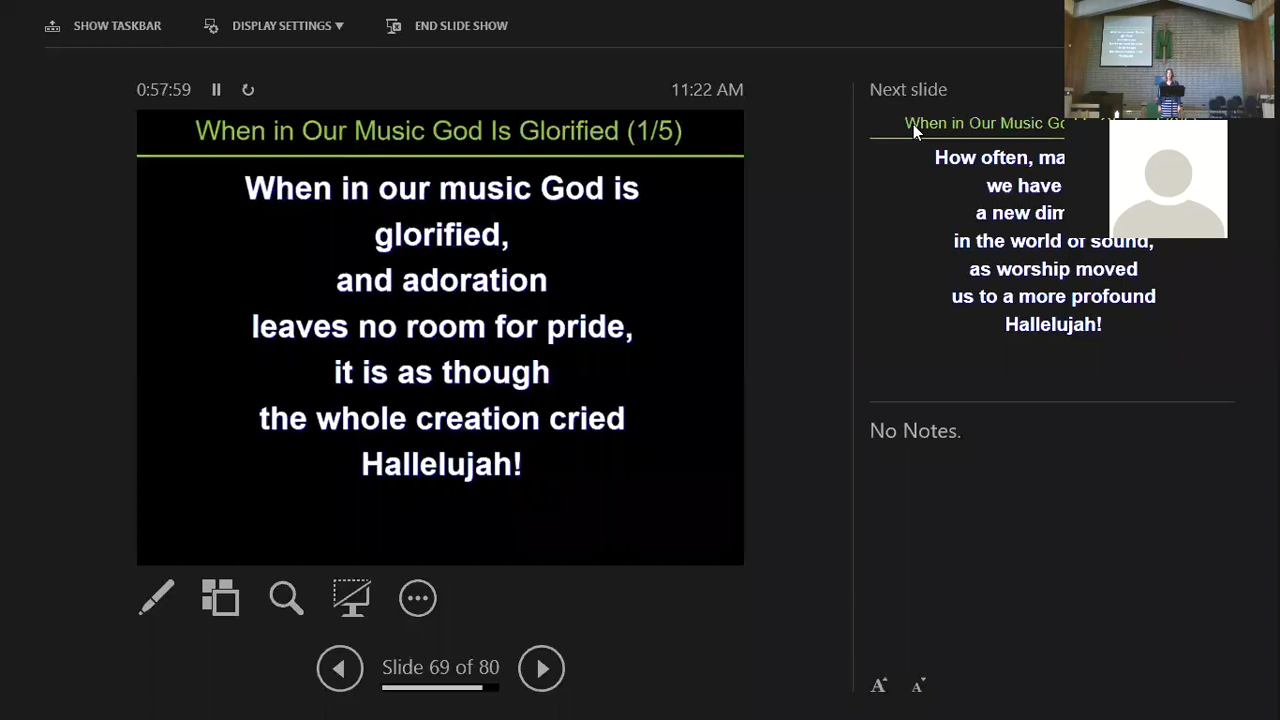 SHOW TASKBAR
DISPLAY SETTINGS ▼
END SLIDE SHOW
0:57:59
11:22 AM
When in Our Music God Is Glorified (1/5)
When in our music God is
glorified,
and adoration
leaves no room for pride,
it is as though
the whole creation cried
Hallelujah!
Slide 69 of 80
Next slide
When in Our Music
How often,
we have
a new
in the world of sound,
as worship moved
us to a more profound
Hallelujah!
No Notes.
A
A